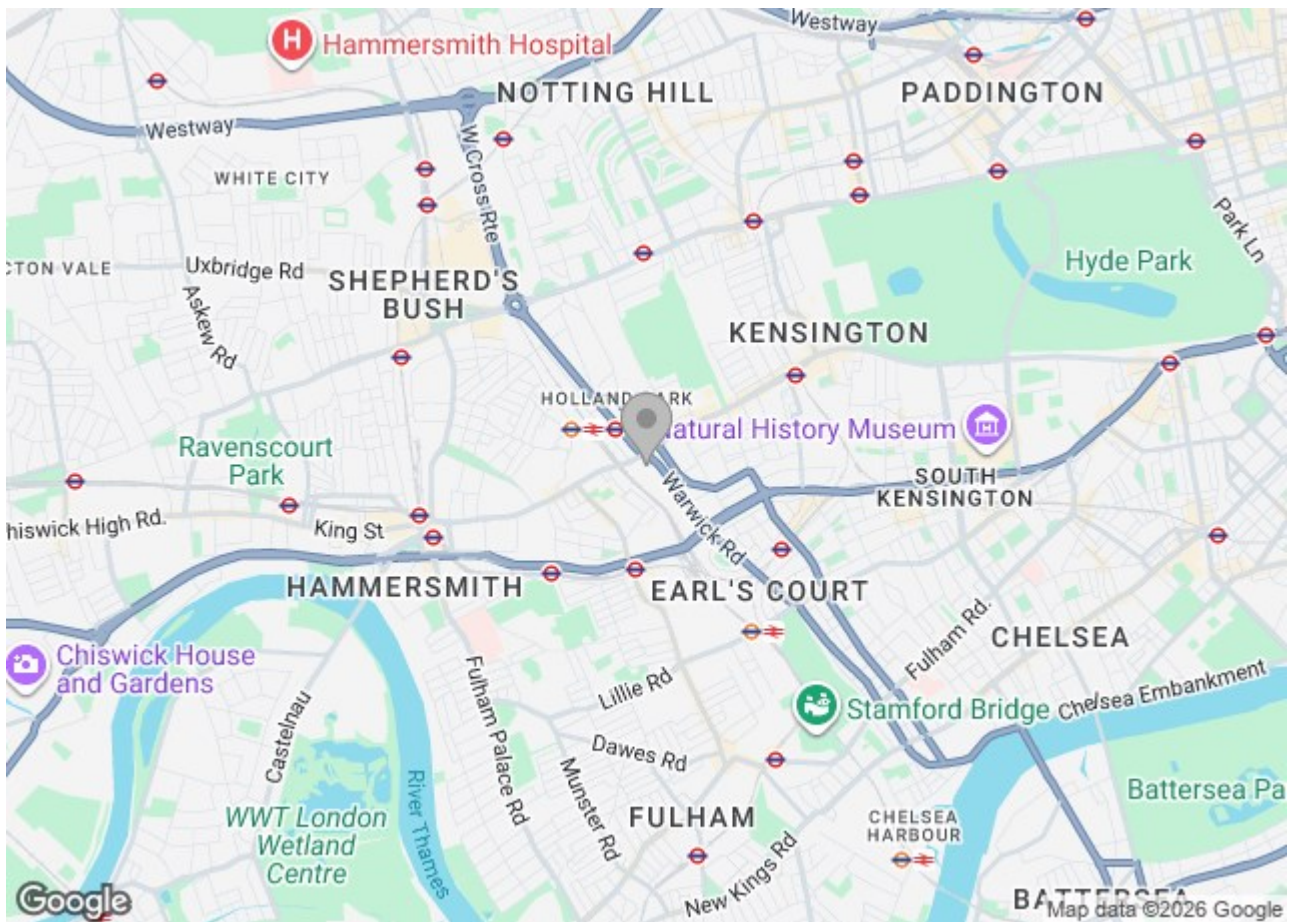 Westway
Hammersmith Hospital
NOTTING HILL
PADDINGTON
Westway
W Cross Rte
WHITE CITY
Park Ln
CTON VALE
Uxbridge Rd
Hyde Park
SHEPHERD'S
BUSH
Askew Rd
KENSINGTON
HOLLAND PARK
Natural History Museum
Ravenscourt
Park
SOUTH
KENSINGTON
Warwick Rd
hiswick High Rd.
King St
HAMMERSMITH
EARL'S COURT
Fulham Rd.
CHELSEA
Chiswick House
and Gardens
Lillie Rd
Chelsea Embankment
Castelnau
Fulham Palace Rd
Stamford Bridge
Dawes Rd
River Thames
Munster Rd
Battersea Pa
WWT London
Wetland
Centre
FULHAM
CHELSEA
HARBOUR
New Kings Rd
BATTERSEA
Google
Map data ©2026 Google